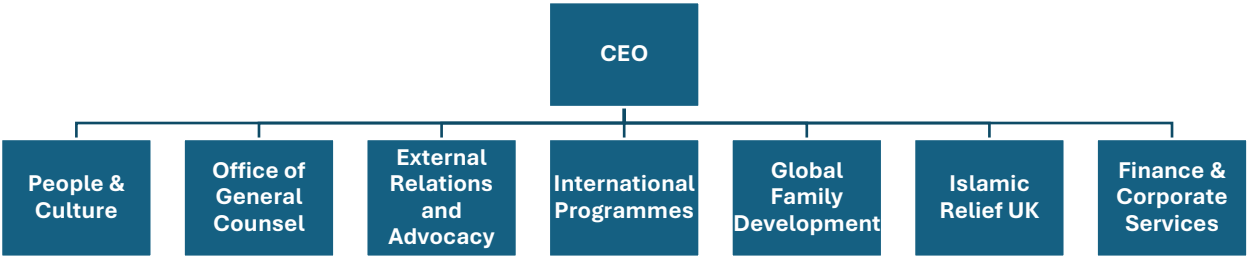 CEO
People &
Culture
Office of
General
Counsel
External
Relations
and
Advocacy
International
Programmes
Global
Family
Development
Islamic
Relief UK
Finance &
Corporate
Services